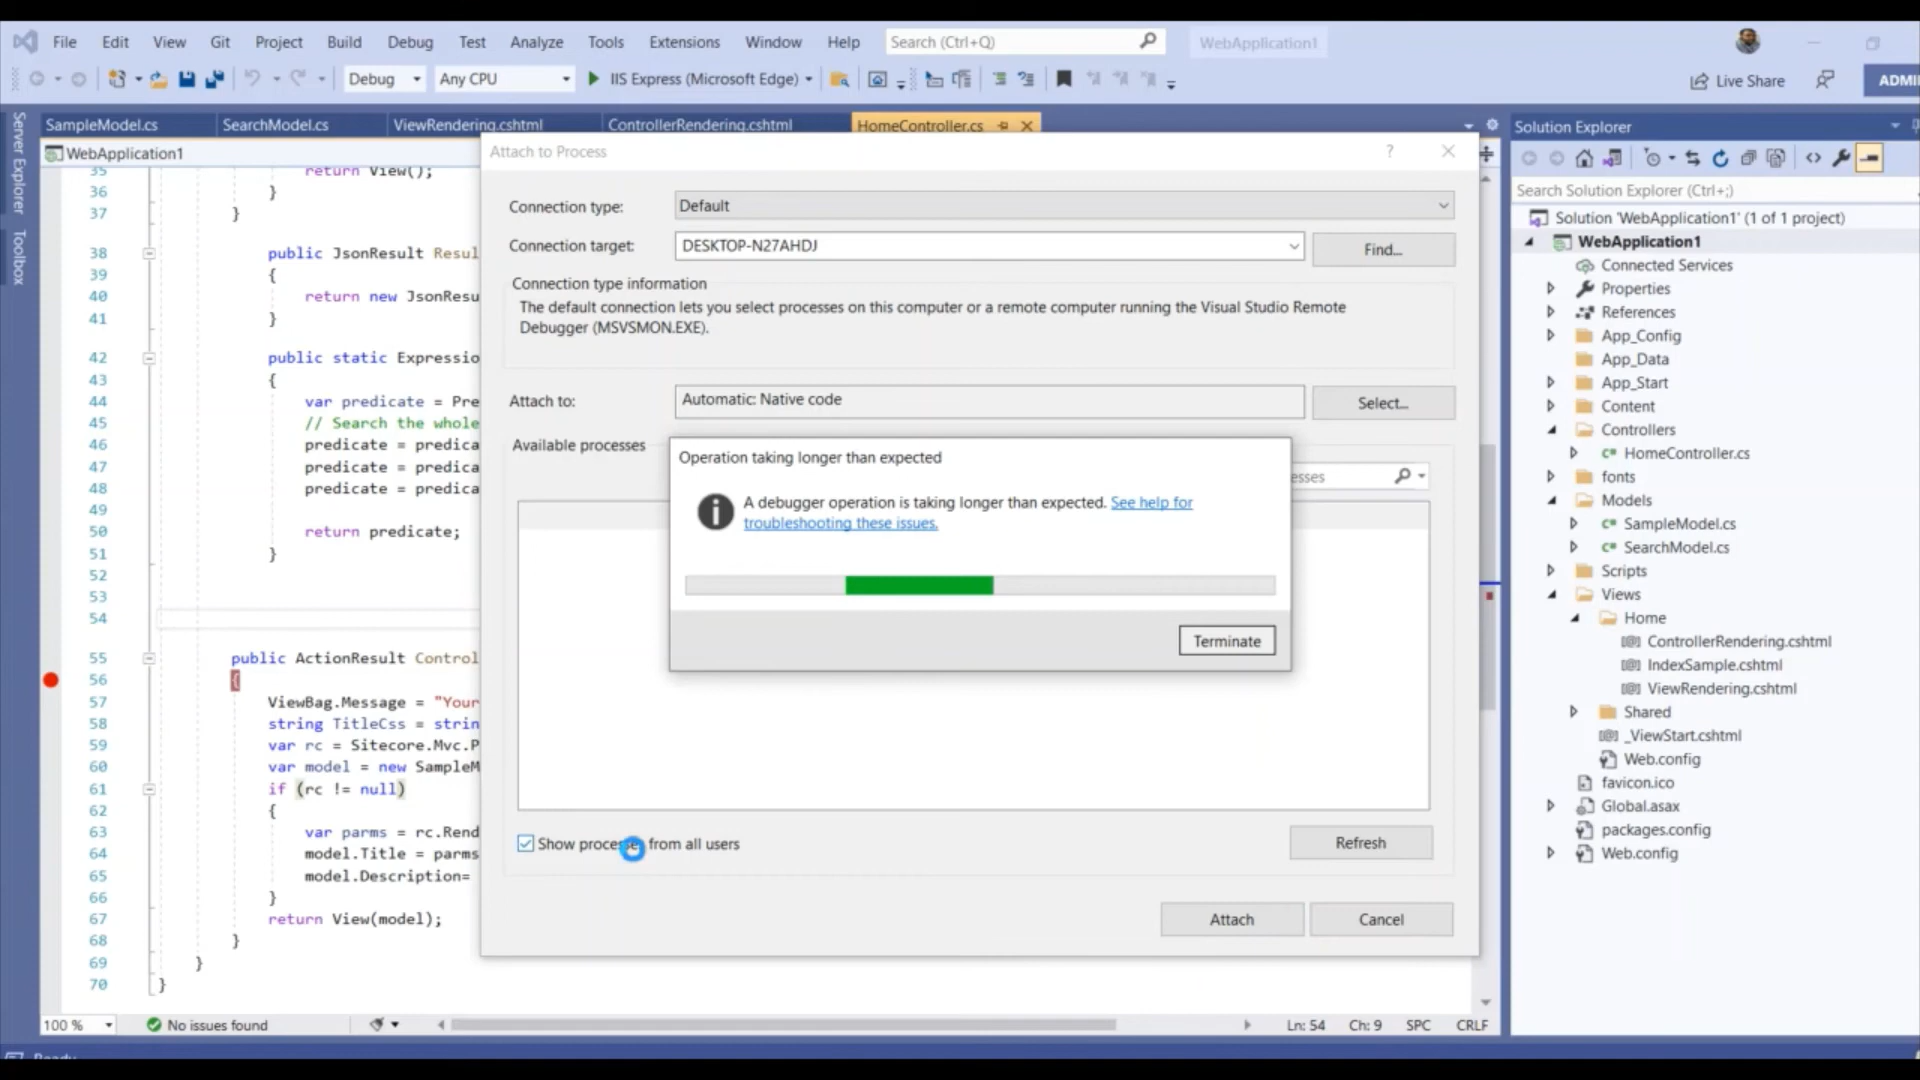 File Edit View Git Project Build Debug Test Analyze Tools Extensions Window Help Search (Ctrl+Q) WebApplication1
Debug Any CPU IIS Express (Microsoft Edge) Live Share ADMI
Server Explorer
Toolbox
SampleModel.cs SearchModel.cs ViewRendering.cshtml ControllerRendering.cshtml HomeController.cs
WebApplication1
35 return View();
36 }
37 }
38 public JsonResult Resul
39 {
40 return new JsonResu
41 }
42 public static Expressio
43 {
44 var predicate = Pre
45 // Search the whole
46 predicate = predica
47 predicate = predica
48 predicate = predica
49
50 return predicate;
51 }
52
53
54
55 public ActionResult Control
56 {
57 ViewBag.Message = "Your
58 string TitleCss = strin
59 var rc = Sitecore.Mvc.P
60 var model = new SampleM
61 if (rc != null)
62 {
63 var parms = rc.Rend
64 model.Title = parms
65 model.Description=
66 }
67 return View(model);
68 }
69 }
70 }
100 % No issues found Ln: 54 Ch: 9 SPC CRLF
Ready
Attach to Process ?
Connection type: Default
Connection target: DESKTOP-N27AHDJ Find...
Connection type information
The default connection lets you select processes on this computer or a remote computer running the Visual Studio Remote
Debugger (MSVSMON.EXE).
Attach to: Automatic: Native code Select...
Available processes
esses
Operation taking longer than expected
A debugger operation is taking longer than expected. See help for
troubleshooting these issues.
Terminate
Show processes from all users Refresh
Attach Cancel
Solution Explorer
Search Solution Explorer (Ctrl+;)
Solution 'WebApplication1' (1 of 1 project)
WebApplication1
Connected Services
Properties
References
App_Config
App_Data
App_Start
Content
Controllers
C# HomeController.cs
fonts
Models
C# SampleModel.cs
C# SearchModel.cs
Scripts
Views
Home
ControllerRendering.cshtml
IndexSample.cshtml
ViewRendering.cshtml
Shared
_ViewStart.cshtml
Web.config
favicon.ico
Global.asax
packages.config
Web.config